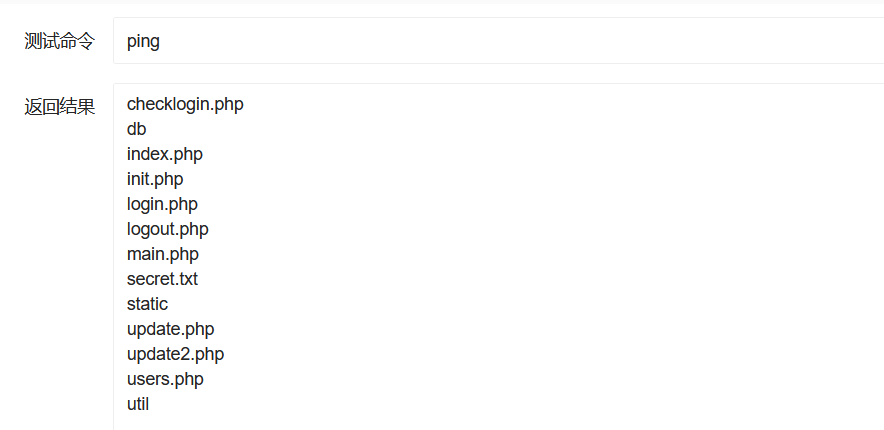 测试命令 ping
返回结果 checklogin.php
db
index.php
init.php
login.php
logout.php
main.php
secret.txt
static
update.php
update2.php
users.php
util